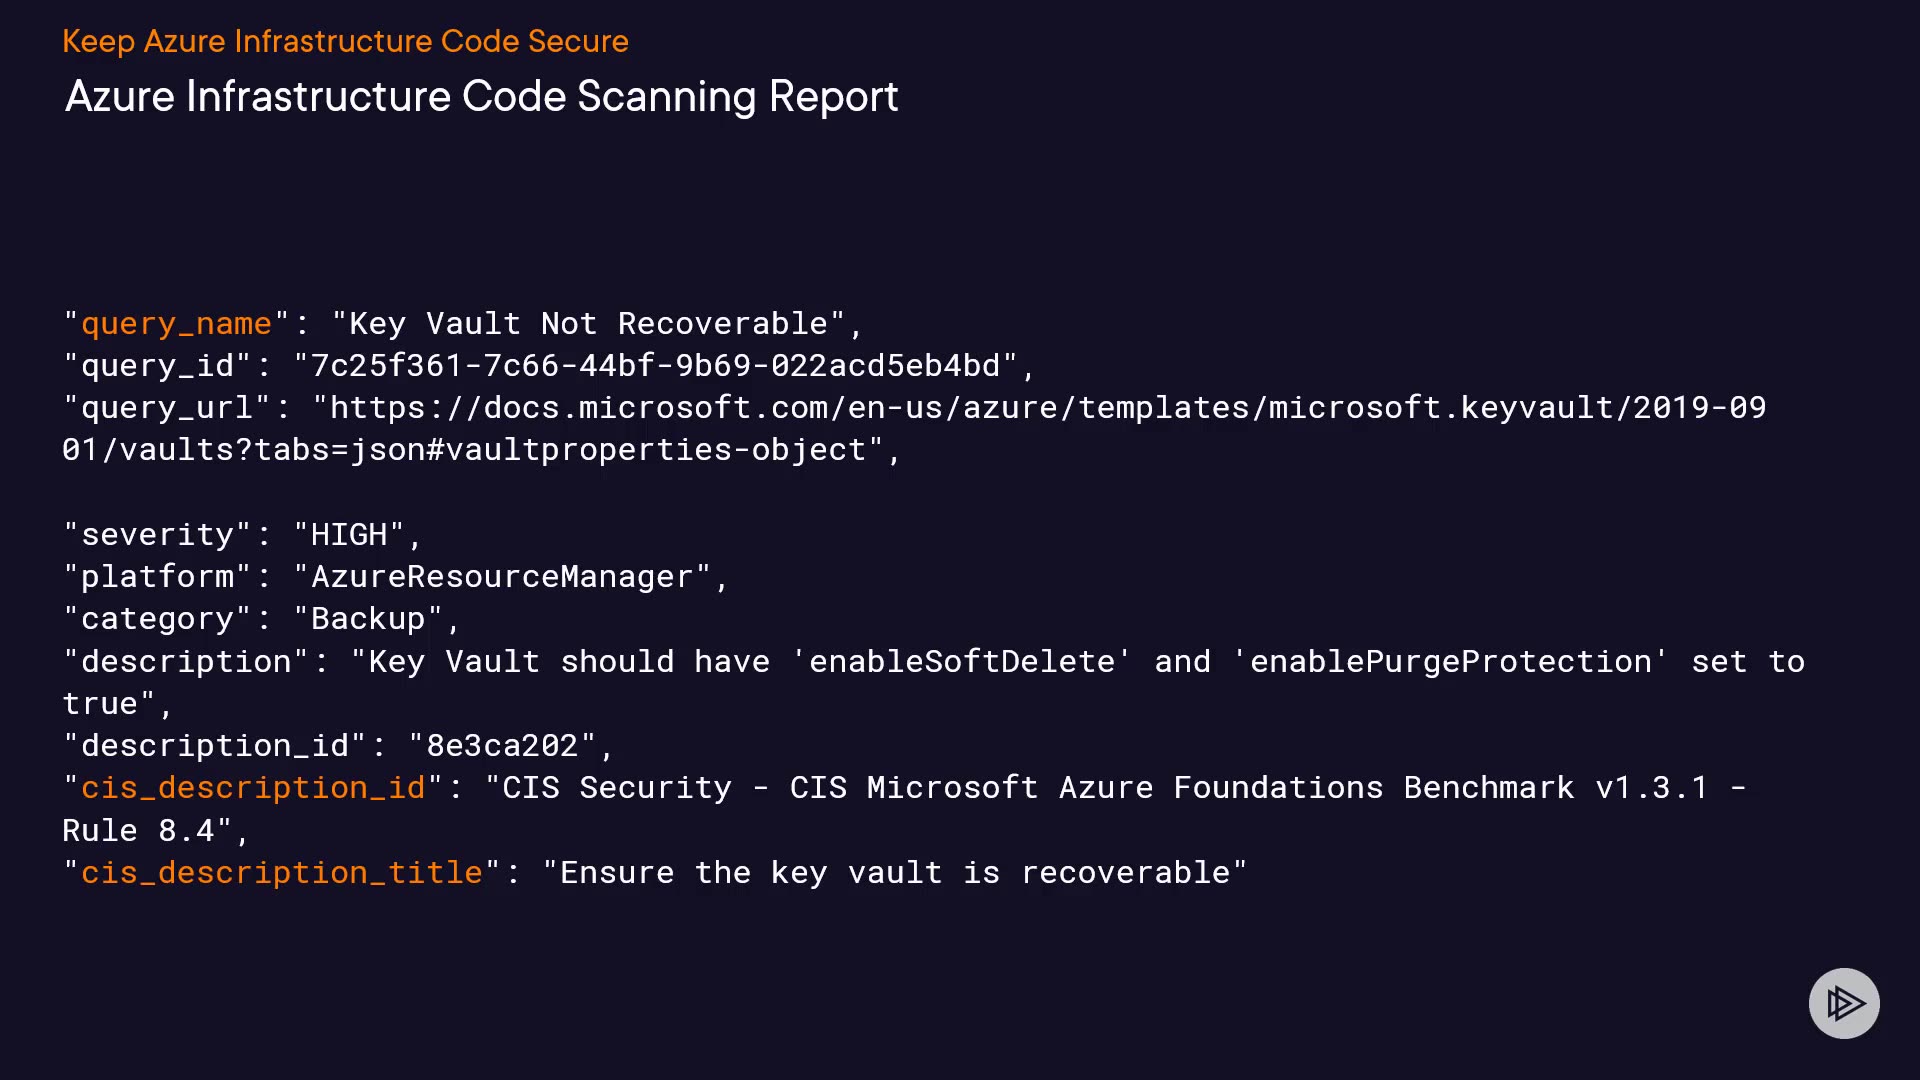 Keep Azure Infrastructure Code Secure
Azure Infrastructure Code Scanning Report
"query_name": "Key Vault Not Recoverable",
"query_id": "7c25f361-7c66-44bf-9b69-022acd5eb4bd",
"query_url": "https://docs.microsoft.com/en-us/azure/templates/microsoft.keyvault/2019-09
01/vaults?tabs=json#vaultproperties-object",
"severity": "HIGH",
"platform": "AzureResourceManager",
"category": "Backup",
"description": "Key Vault should have 'enableSoftDelete' and 'enablePurgeProtection' set to
true",
"description_id": "8e3ca202",
"cis_description_id": "CIS Security - CIS Microsoft Azure Foundations Benchmark v1.3.1 -
Rule 8.4",
"cis_description_title": "Ensure the key vault is recoverable"